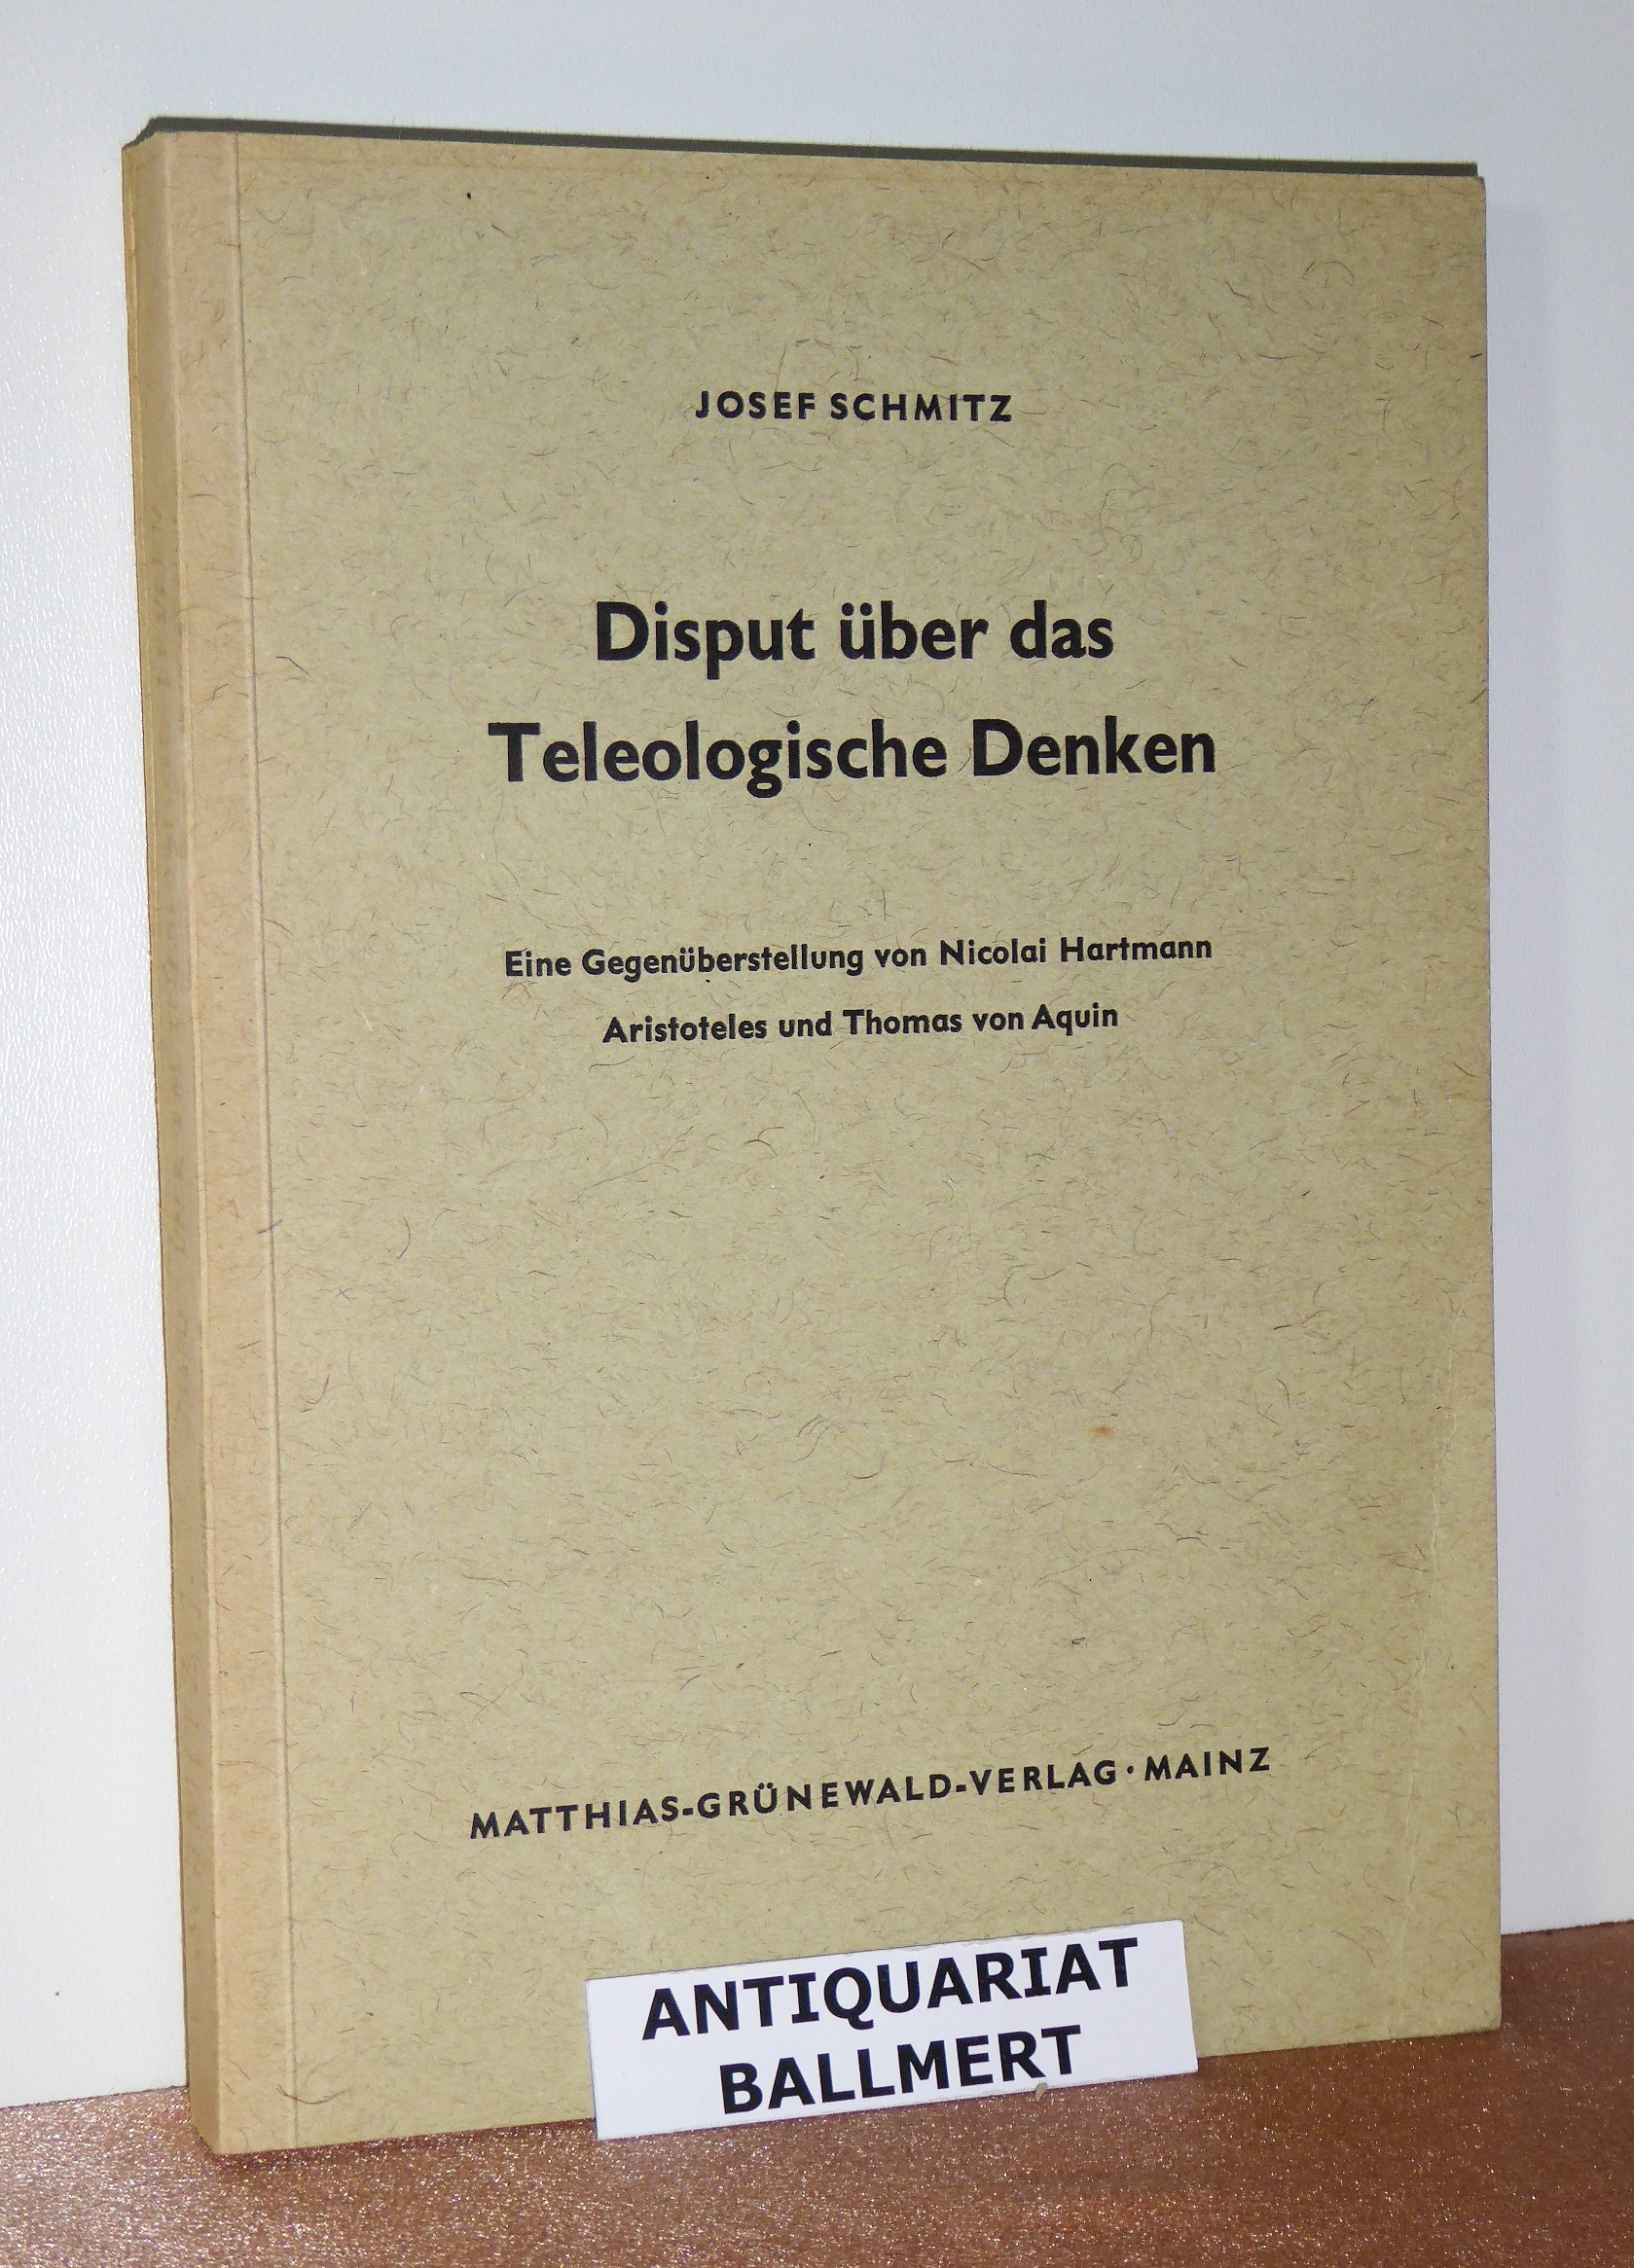 JOSEF SCHMITZ
Disput über das
Teleologische Denken
Eine Gegenüberstellung von Nicolai Hartmann
Aristoteles und Thomas von Aquin
MATTHIAS-GRÜNEWALD-VERLAG · MAINZ
ANTIQUARIAT
BALLMERT